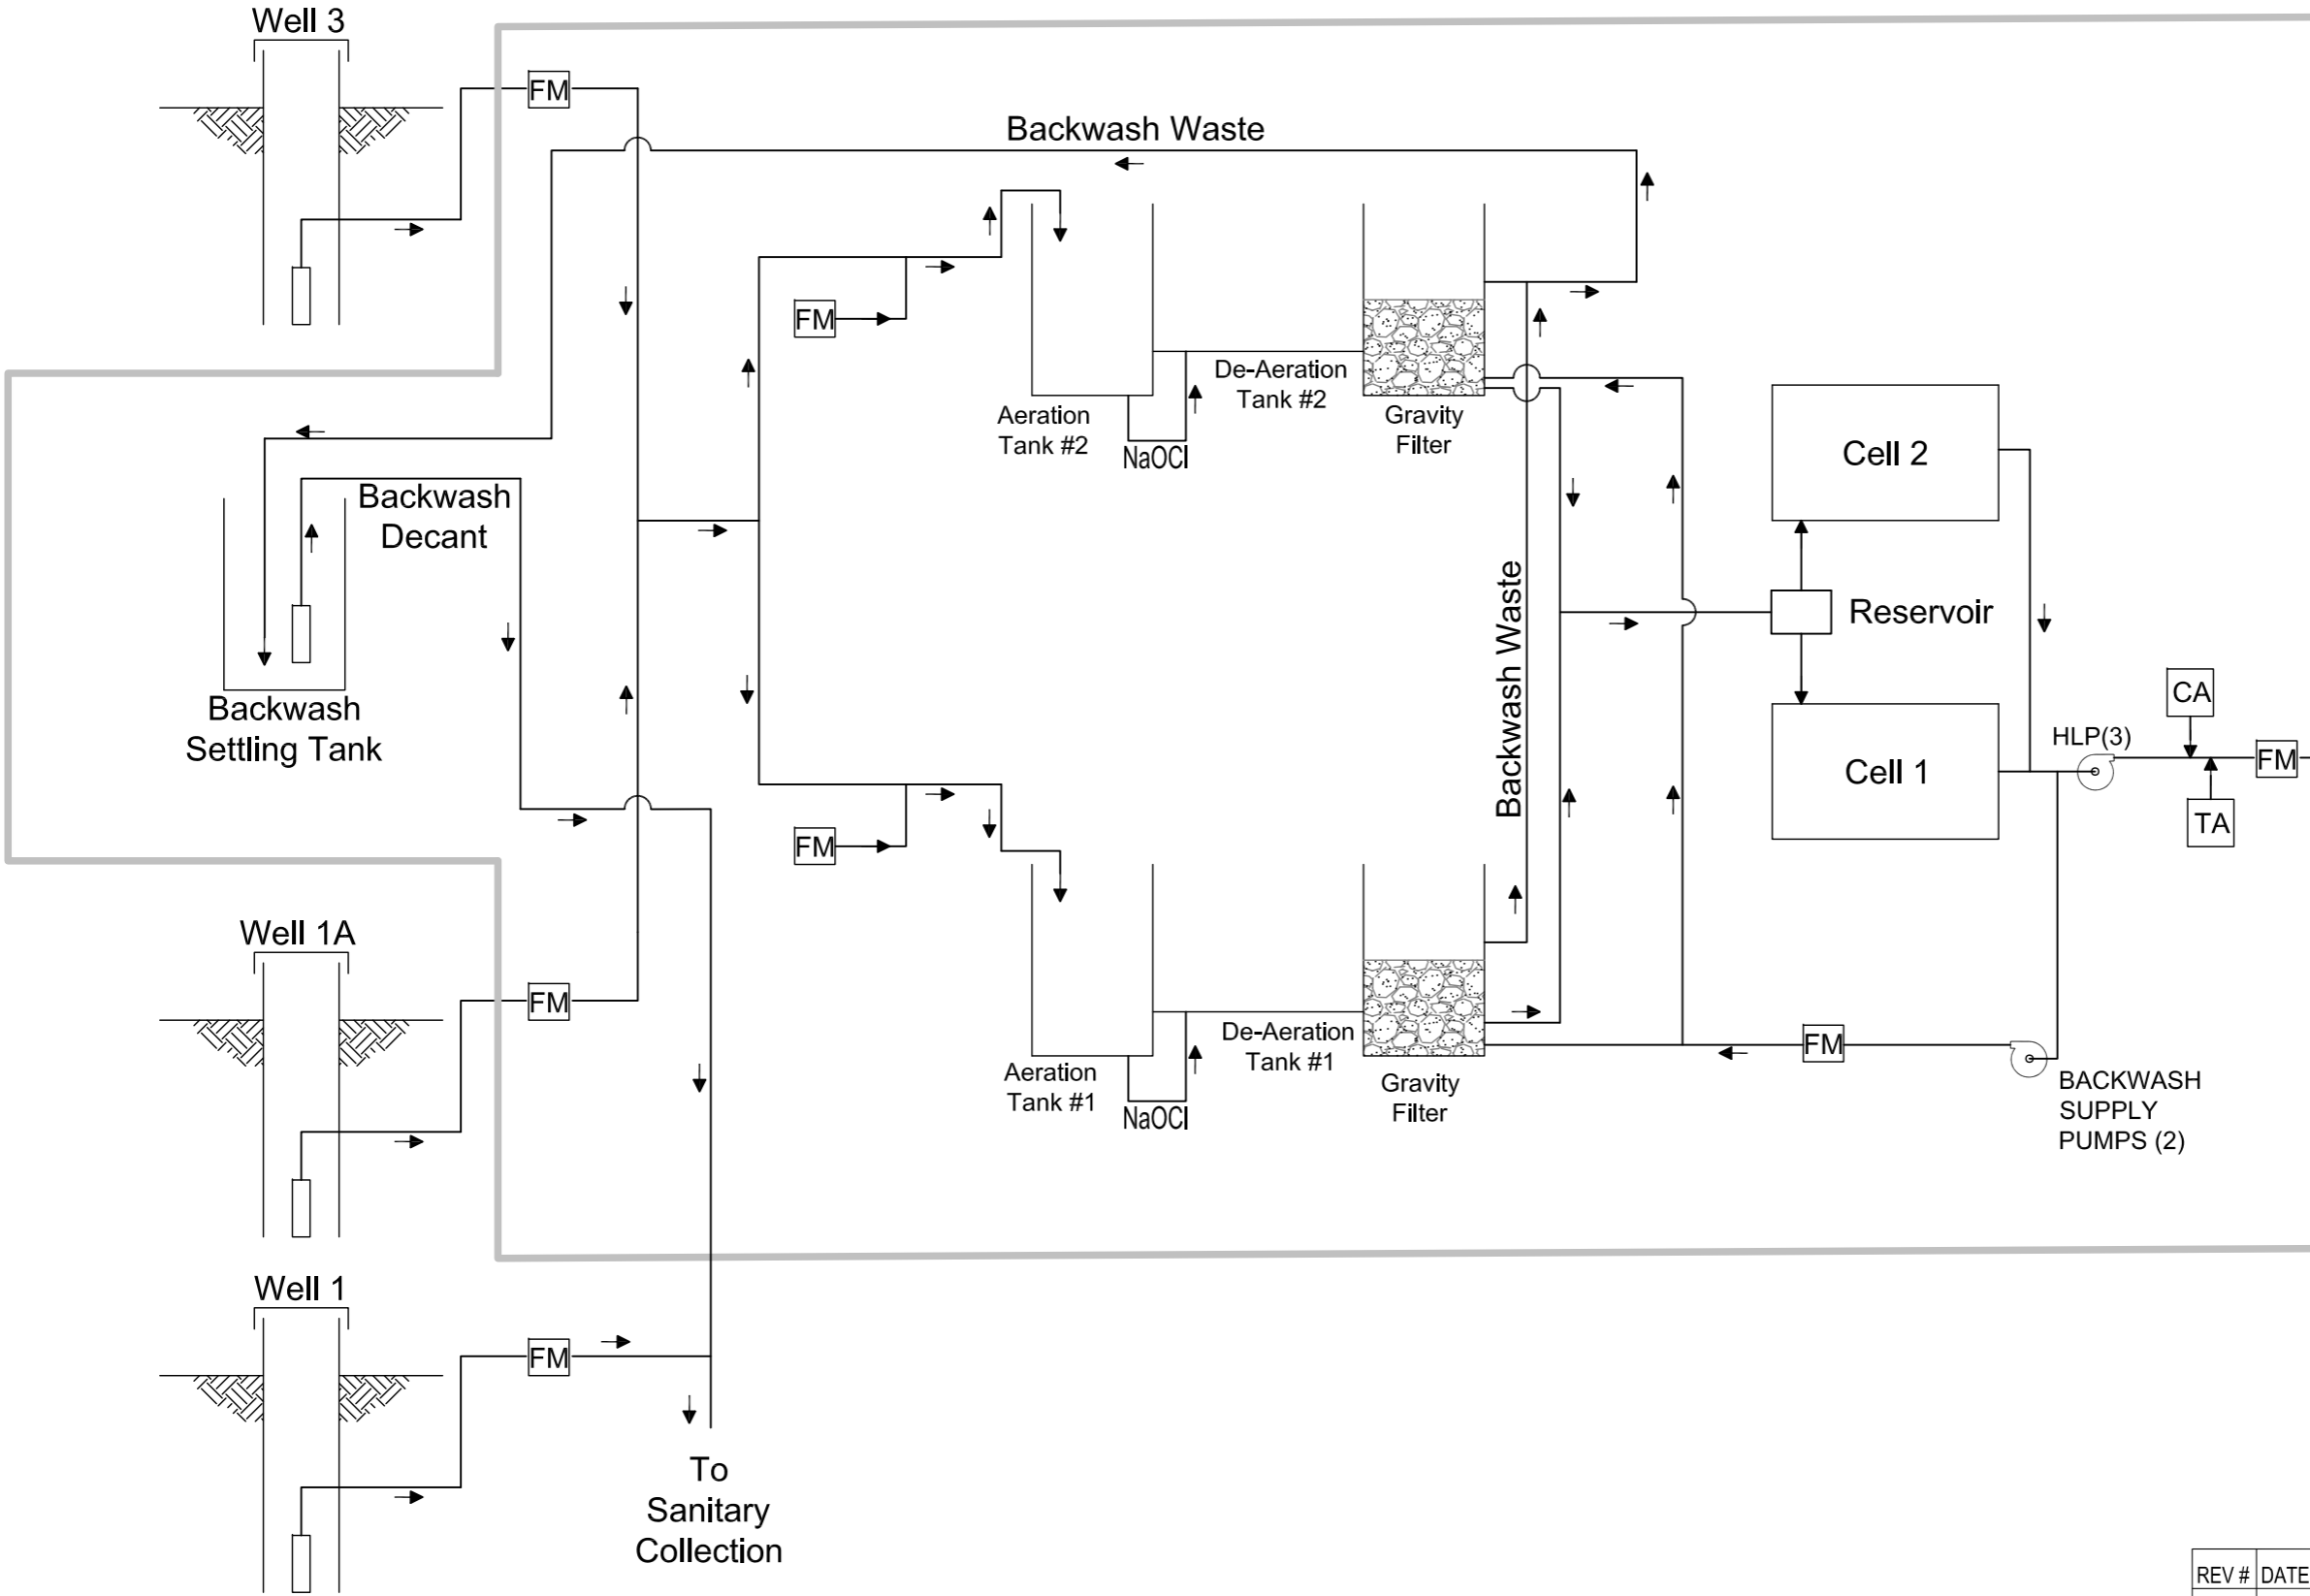 Well 3
FM
Backwash Waste
FM
De-Aeration
Tank #2
Aeration
Tank #2
NaOCl
Gravity
Filter
Cell 2
Backwash
Decant
Backwash Waste
Reservoir
Backwash
Settling Tank
CA
HLP(3)
FM
Cell 1
TA
FM
Well 1A
FM
De-Aeration
Tank #1
Aeration
Tank #1
NaOCl
Gravity
Filter
FM
BACKWASH
SUPPLY
PUMPS (2)
Well 1
FM
To
Sanitary
Collection
REV # DATE